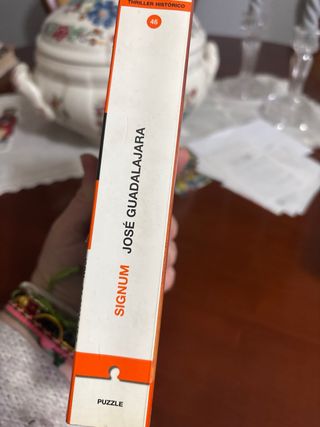 THRILLER HISTÓRICO
46
SIGNUM JOSÉ GUADALAJARA
PUZZLE